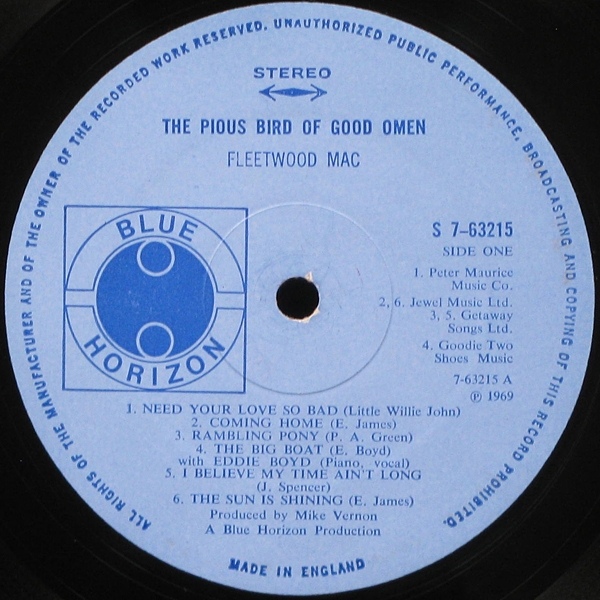 ALL RIGHTS OF THE MANUFACTURER AND OF THE OWNER OF THE RECORDED WORK RESERVED. UNAUTHORIZED PUBLIC PERFORMANCE, BROADCASTING AND COPYING OF THIS RECORD PROHIBITED.
STEREO
THE PIOUS BIRD OF GOOD OMEN
FLEETWOOD MAC
BLUE
HORIZON
S 7–63215
SIDE ONE
1. Peter Maurice
Music Co.
2, 6. Jewel Music Ltd.
3, 5. Getaway
Songs Ltd.
4. Goodie Two
Shoes Music
7-63215 A
℗ 1969
1. NEED YOUR LOVE SO BAD (Little Willie John)
2. COMING HOME (E. James)
3. RAMBLING PONY (P. A. Green)
4. THE BIG BOAT (E. Boyd)
with EDDIE BOYD (Piano, vocal)
5. I BELIEVE MY TIME AIN'T LONG
(J. Spencer)
6. THE SUN IS SHINING (E. James)
Produced by Mike Vernon
A Blue Horizon Production
MADE IN ENGLAND